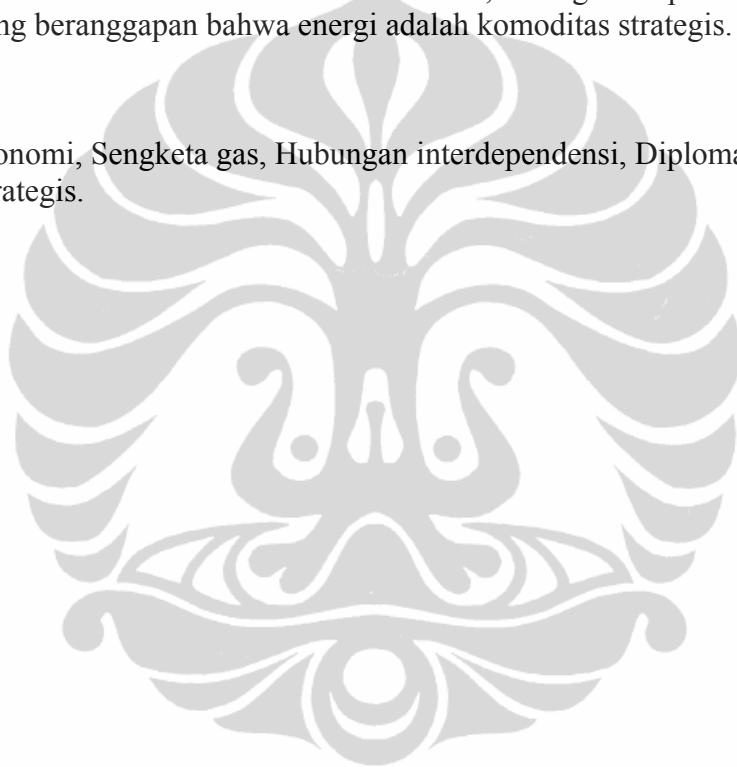 ng beranggapan bahwa energi adalah komoditas strategis.
onomi, Sengketa gas, Hubungan interdependensi, Diploma
rategis.